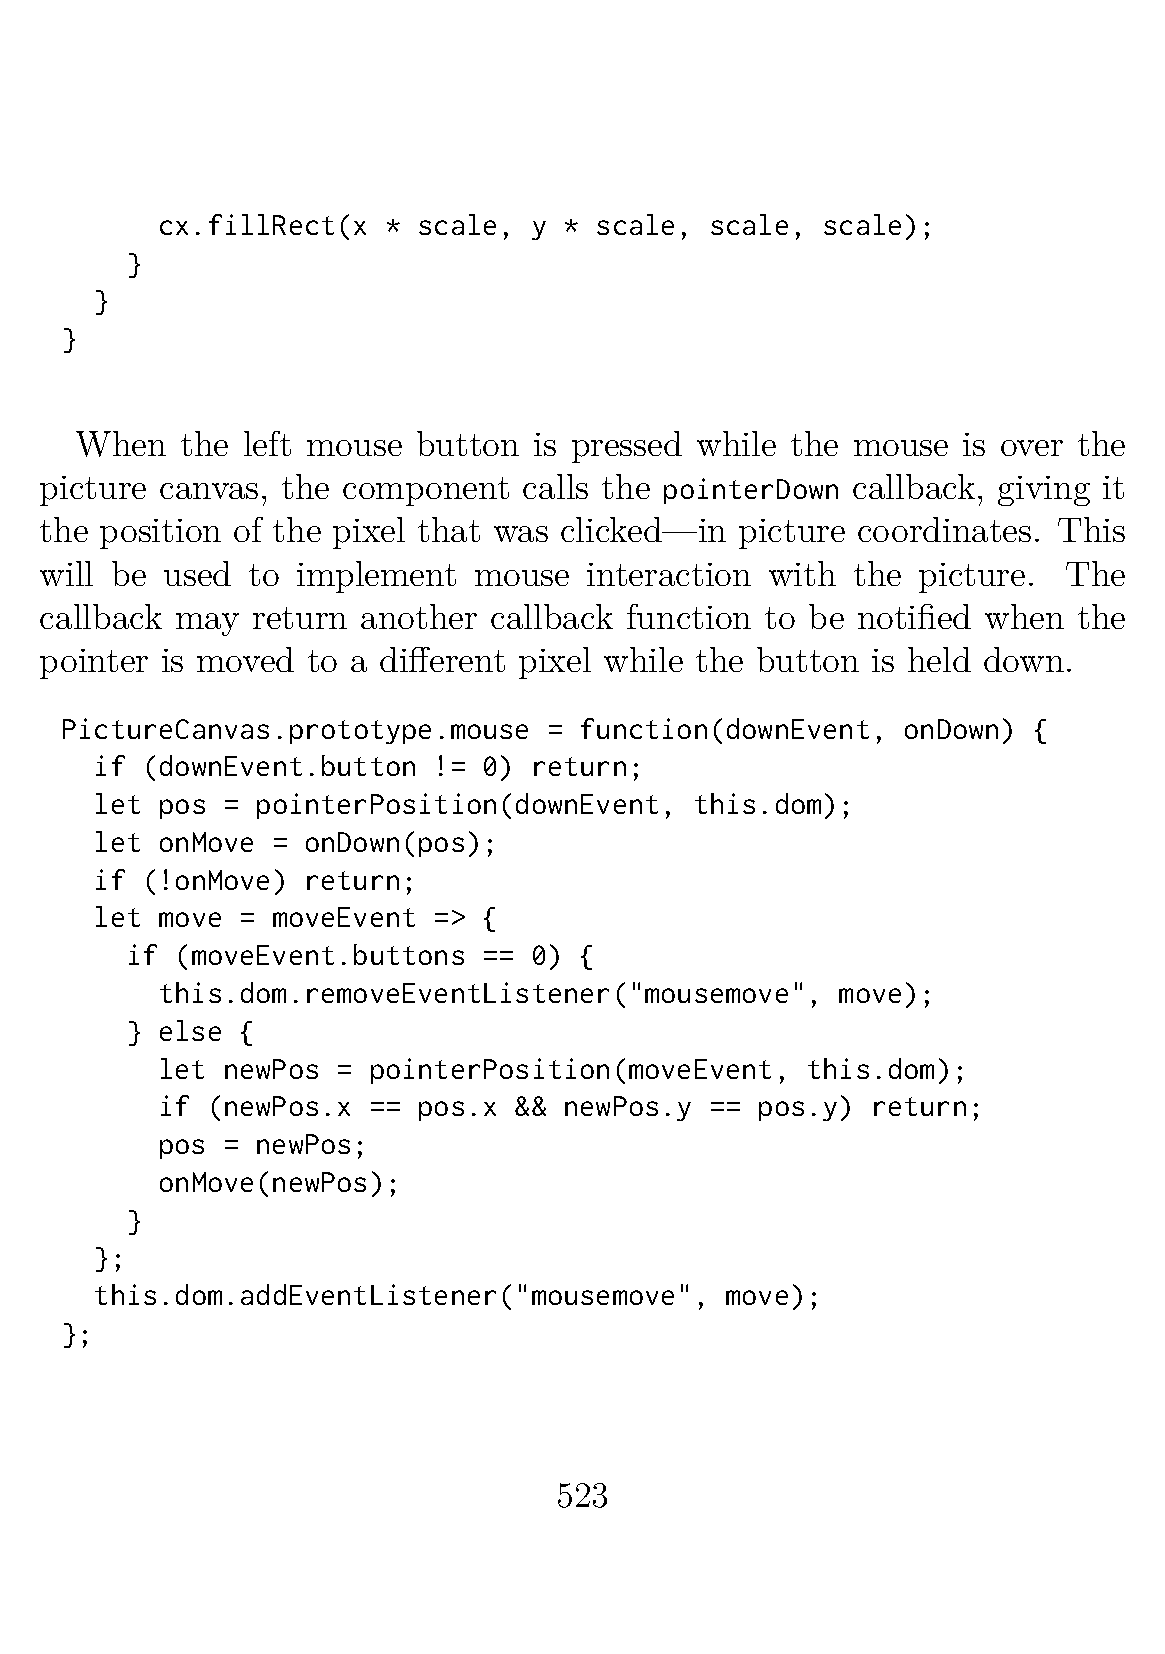 cx.fillRect(x * scale, y * scale, scale, scale);
    }
  }
}
When the left mouse button is pressed while the mouse is over the
picture canvas, the component calls the pointerDown callback, giving it
the position of the pixel that was clicked—in picture coordinates. This
will be used to implement mouse interaction with the picture. The
callback may return another callback function to be notified when the
pointer is moved to a different pixel while the button is held down.
PictureCanvas.prototype.mouse = function(downEvent, onDown) {
  if (downEvent.button != 0) return;
  let pos = pointerPosition(downEvent, this.dom);
  let onMove = onDown(pos);
  if (!onMove) return;
  let move = moveEvent => {
    if (moveEvent.buttons == 0) {
      this.dom.removeEventListener("mousemove", move);
    } else {
      let newPos = pointerPosition(moveEvent, this.dom);
      if (newPos.x == pos.x && newPos.y == pos.y) return;
      pos = newPos;
      onMove(newPos);
    }
  };
  this.dom.addEventListener("mousemove", move);
};
523